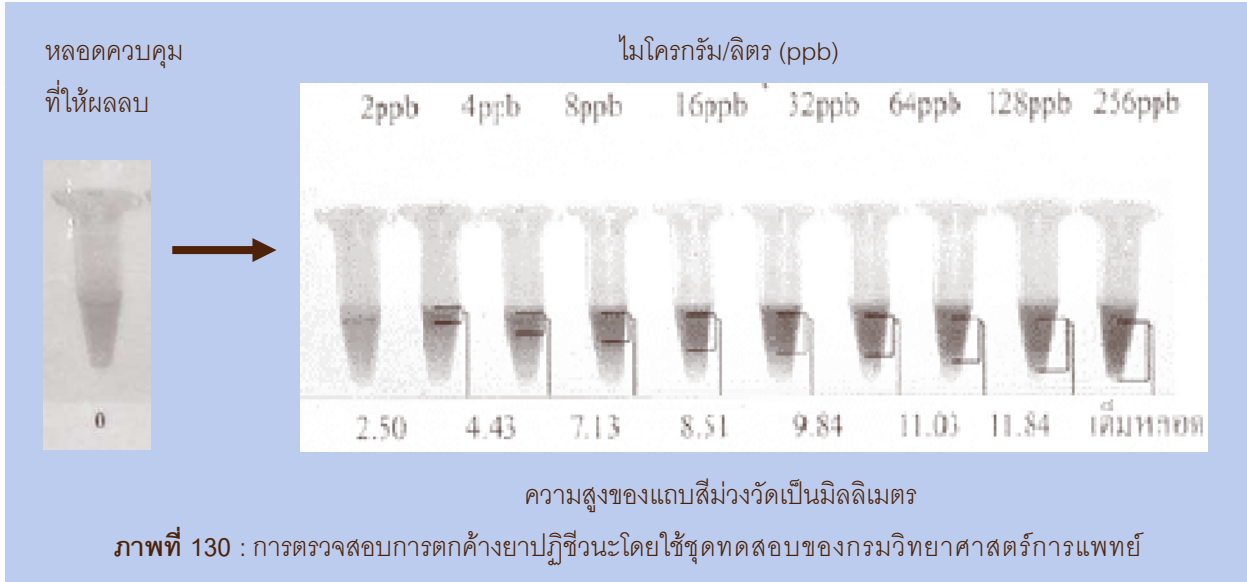 หลอดควบคุม
ที่ให้ผลลบ
ไมโครกรัม/ลิตร (ppb)
2ppb 4ppb 8ppb 16ppb 32ppb 64ppb 128ppb 256ppb
0
2.50 4.43 7.13 8.51 9.84 11.03 11.84 เต็มหลอด
ความสูงของแถบสีม่วงวัดเป็นมิลลิเมตร
ภาพที่ 130 : การตรวจสอบการตกค้างยาปฏิชีวนะโดยใช้ชุดทดสอบของกรมวิทยาศาสตร์การแพทย์